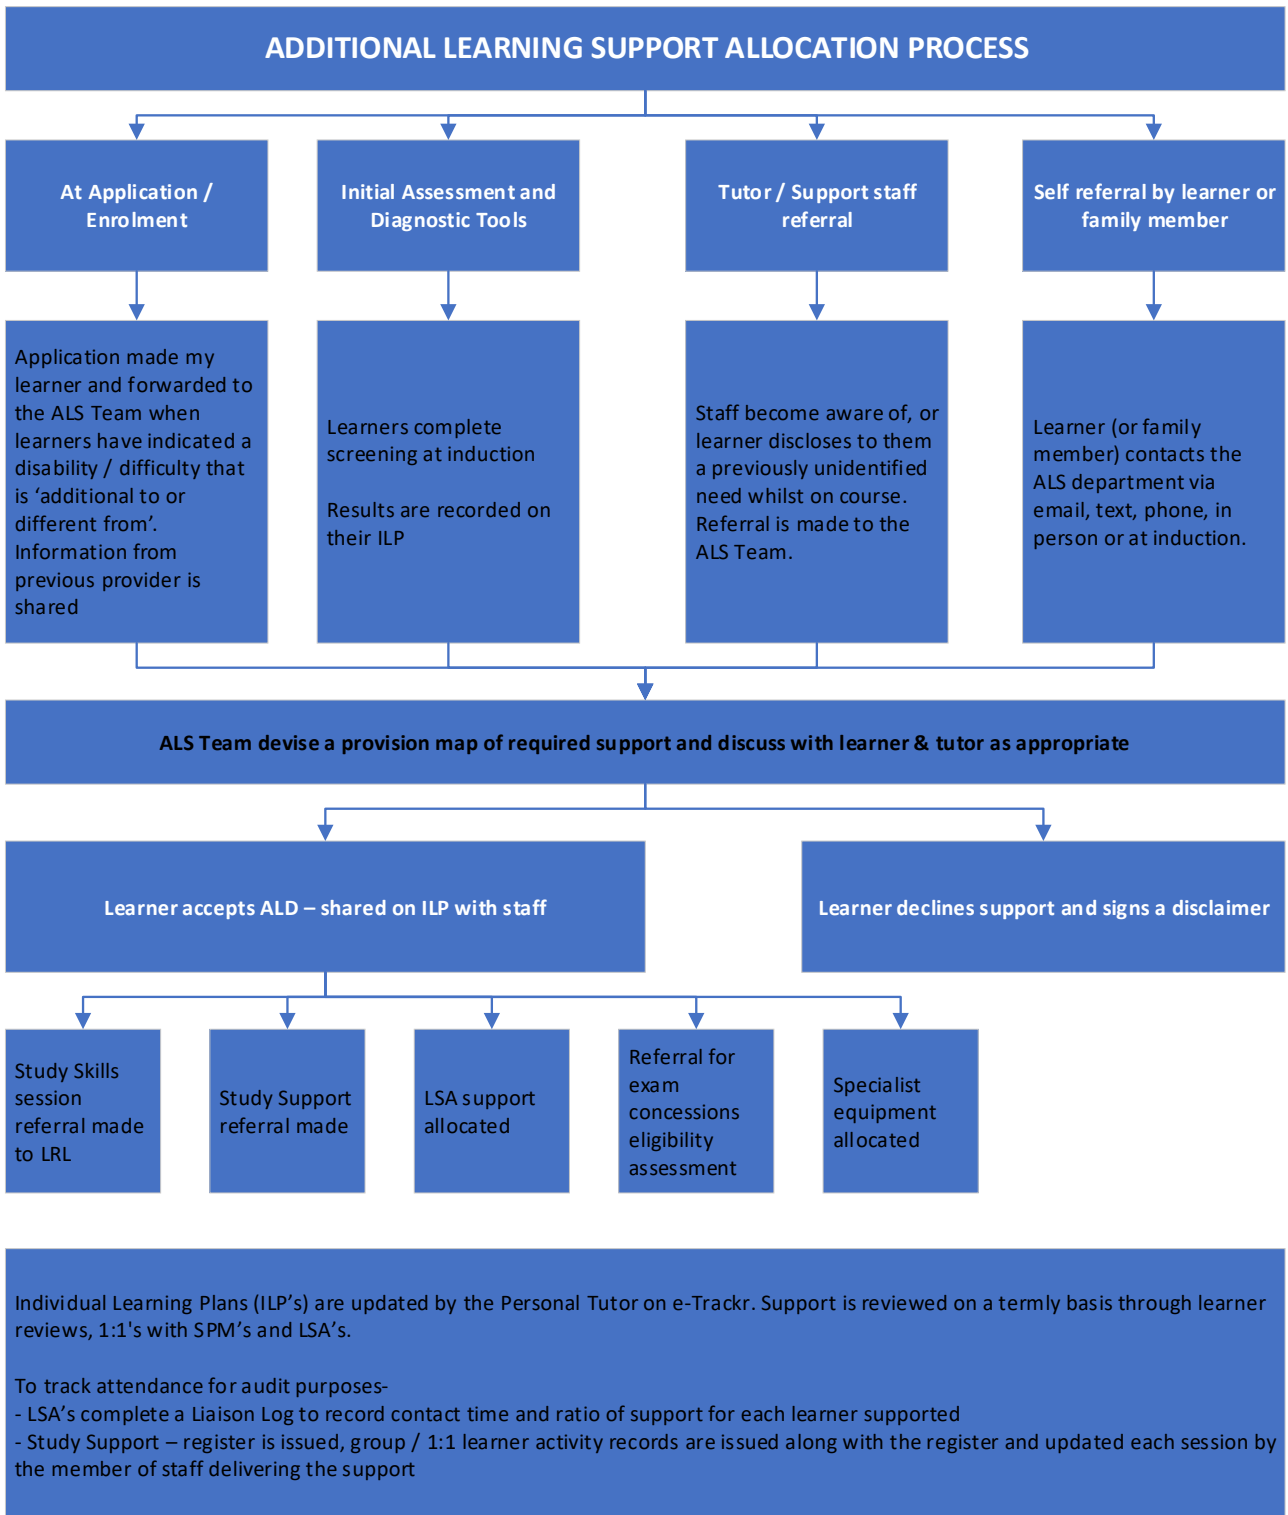 ADDITIONAL LEARNING SUPPORT ALLOCATION PROCESS
At Application /
Enrolment
Initial Assessment and
Diagnostic Tools
Tutor / Support staff
referral
Self referral by learner or
family member
Application made my
learner and forwarded to
the ALS Team when
learners have indicated a
disability / difficulty that
is ‘additional to or
different from’.
Information from
previous provider is
shared
Learners complete
screening at induction
Results are recorded on
their ILP
Staff become aware of, or
learner discloses to them
a previously unidentified
need whilst on course.
Referral is made to the
ALS Team.
Learner (or family
member) contacts the
ALS department via
email, text, phone, in
person or at induction.
ALS Team devise a provision map of required support and discuss with learner & tutor as appropriate
Learner accepts ALD – shared on ILP with staff
Learner declines support and signs a disclaimer
Study Skills
session
referral made
to LRL
Study Support
referral made
LSA support
allocated
Referral for
exam
concessions
eligibility
assessment
Specialist
equipment
allocated
Individual Learning Plans (ILP’s) are updated by the Personal Tutor on e-Trackr. Support is reviewed on a termly basis through learner
reviews, 1:1's with SPM’s and LSA’s.
To track attendance for audit purposes-
- LSA’s complete a Liaison Log to record contact time and ratio of support for each learner supported
- Study Support – register is issued, group / 1:1 learner activity records are issued along with the register and updated each session by
the member of staff delivering the support